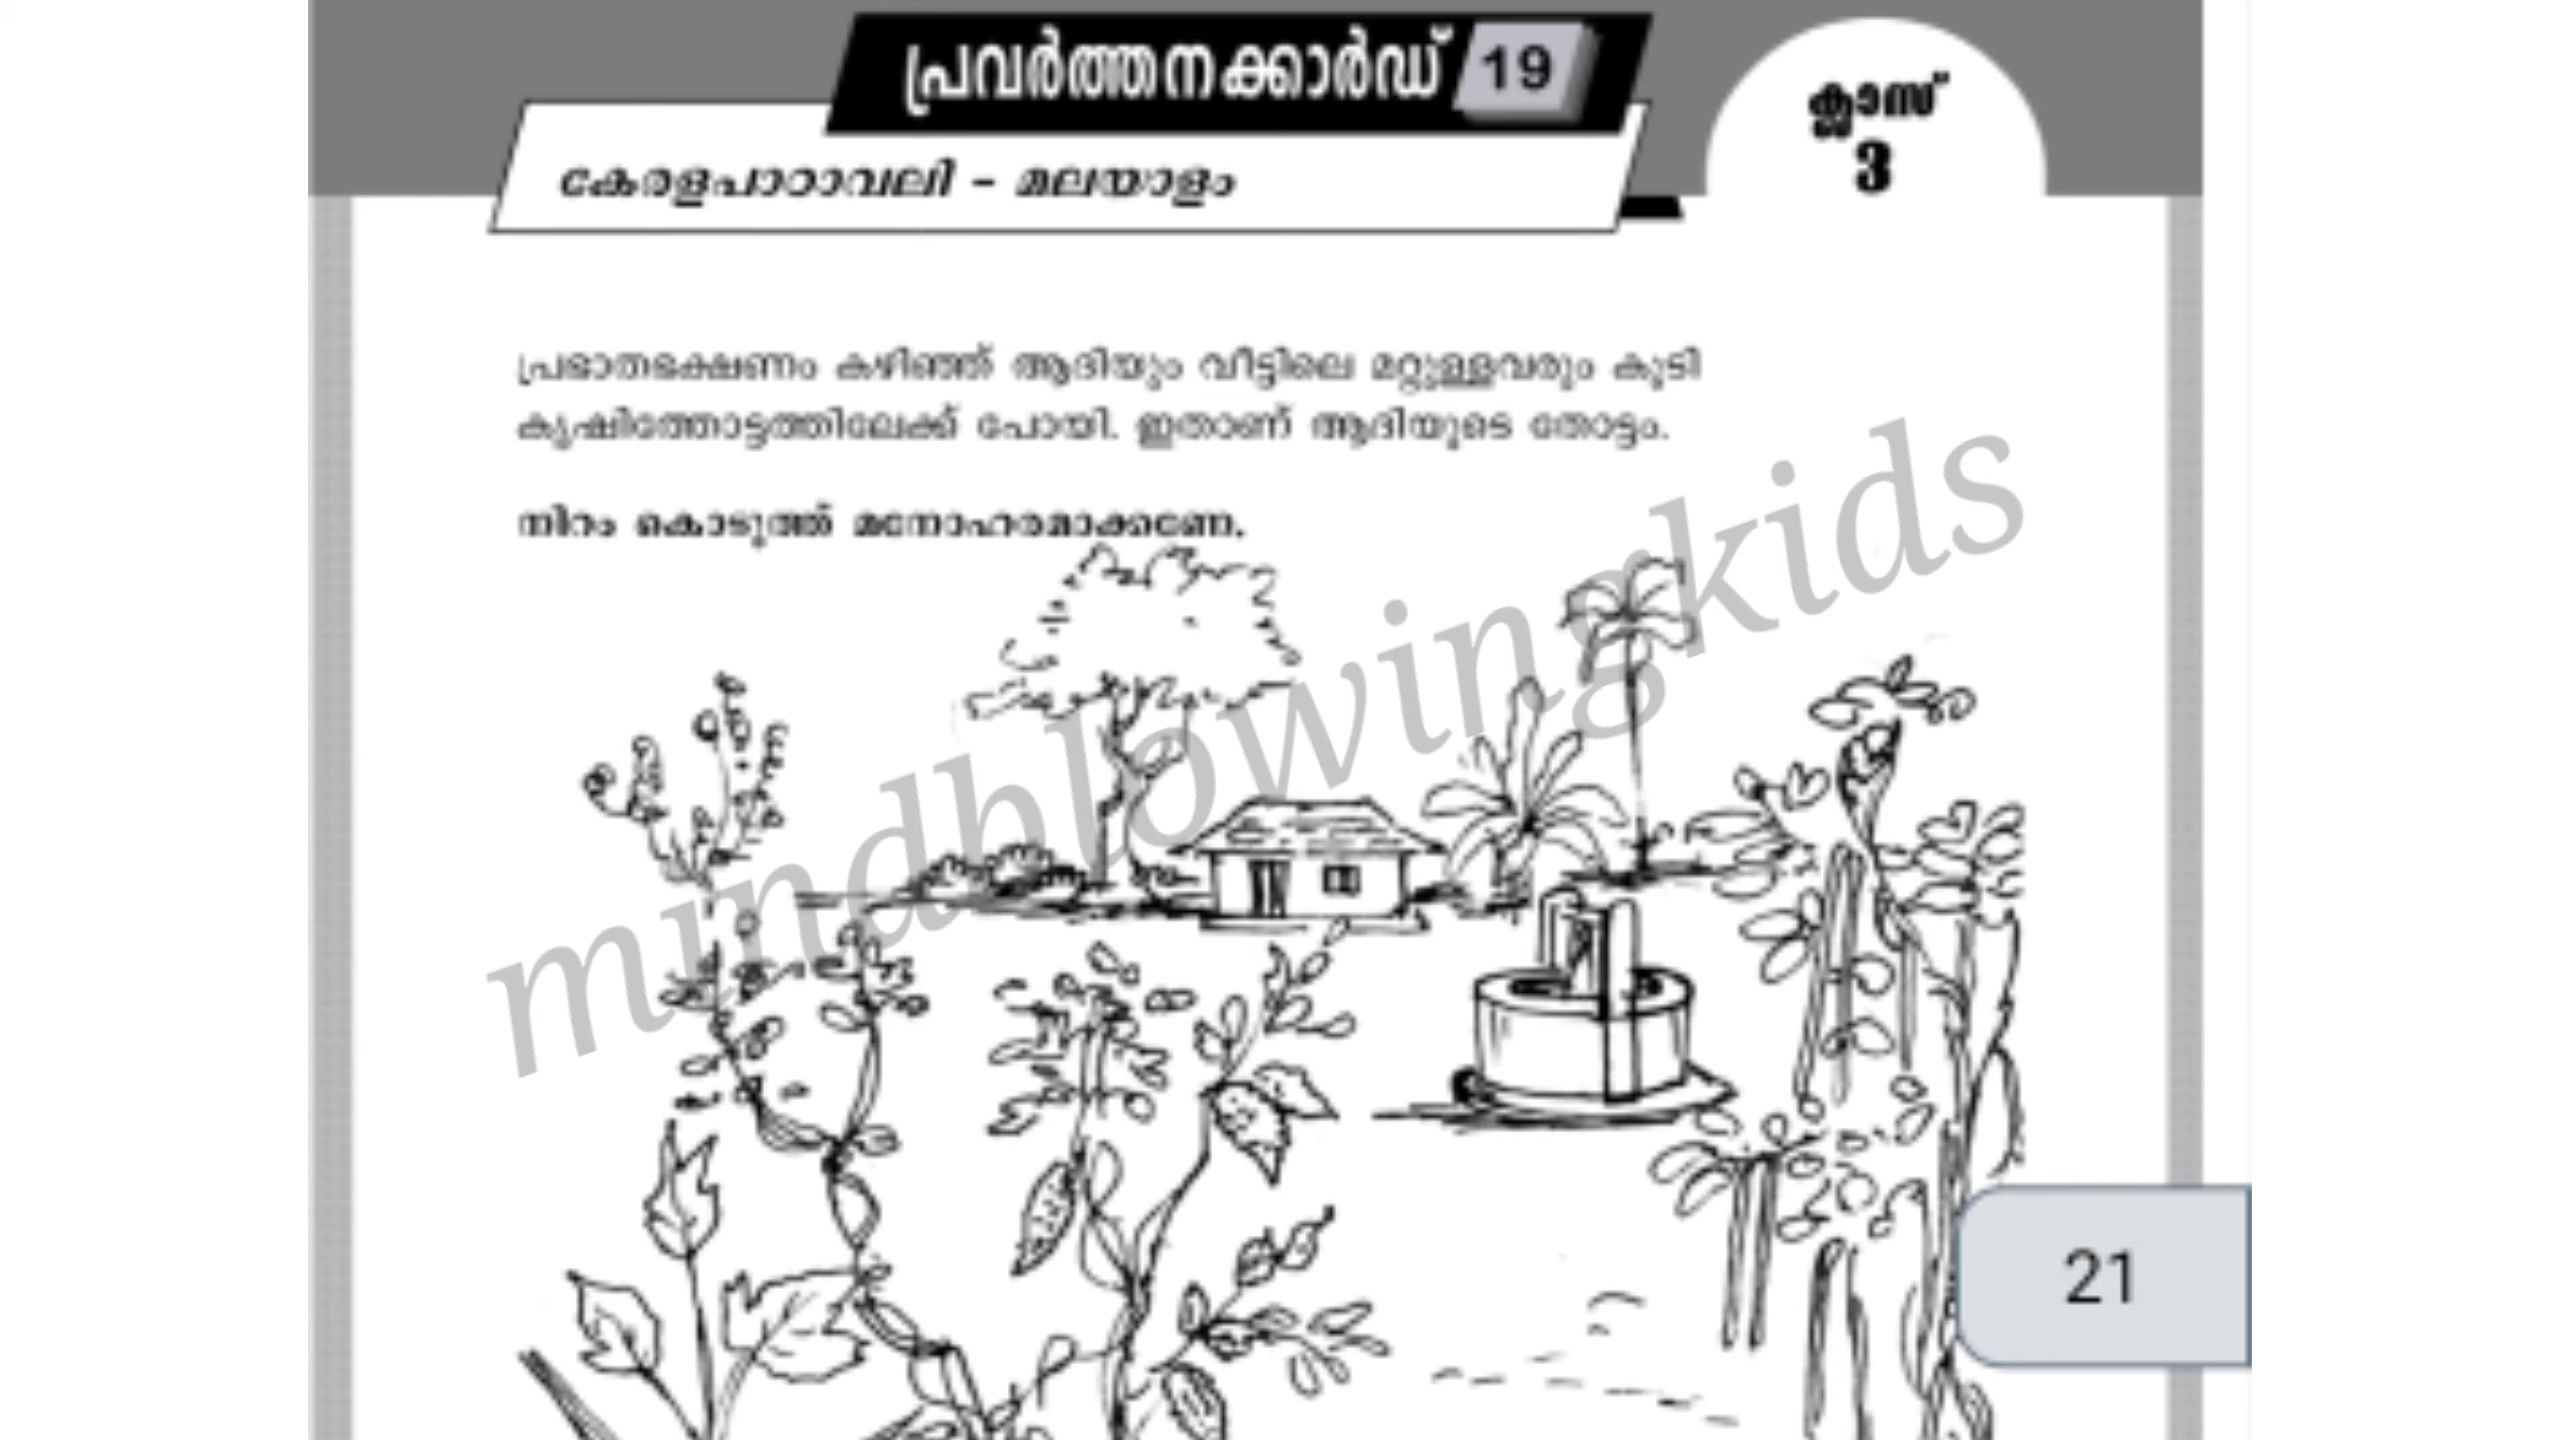 പ്രവർത്തനക്കാർഡ് 19
ക്ലാസ്
3
കേരളപാഠാവലി – മലയാളം
പ്രഭാതഭക്ഷണം കഴിഞ്ഞ് ആദിയും വീട്ടിലെ മറ്റുള്ളവരും കൂടി
കൃഷിത്തോട്ടത്തിലേക്ക് പോയി. ഇതാണ് ആദിയുടെ തോട്ടം.
നിറം കൊടുത്ത് മനോഹരമാക്കണേ.
mindblowingkids
21